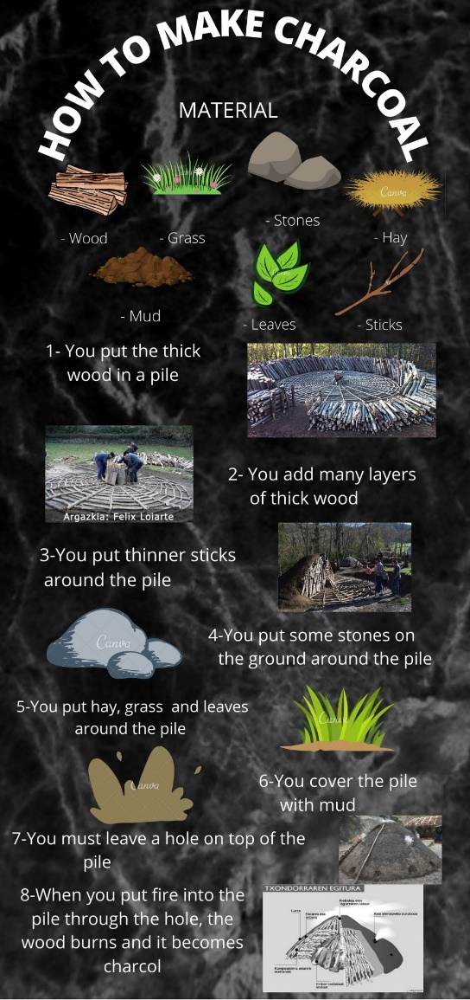 HOW TO MAKE CHARCOAL
MATERIAL
- Wood
- Grass
- Stones
- Hay
Canva
- Mud
- Leaves
- Sticks
1- You put the thick
wood in a pile
Argazkia: Felix Loiarte
2- You add many layers
of thick wood
3-You put thinner sticks
around the pile
Canva
4-You put some stones on
the ground around the pile
5-You put hay, grass and leaves
around the pile
Canva
Canva
6-You cover the pile
with mud
7-You must leave a hole on top of the
pile
8-When you put fire into the
pile through the hole, the
wood burns and it becomes
charcol
TXONDORRAREN EGITURA